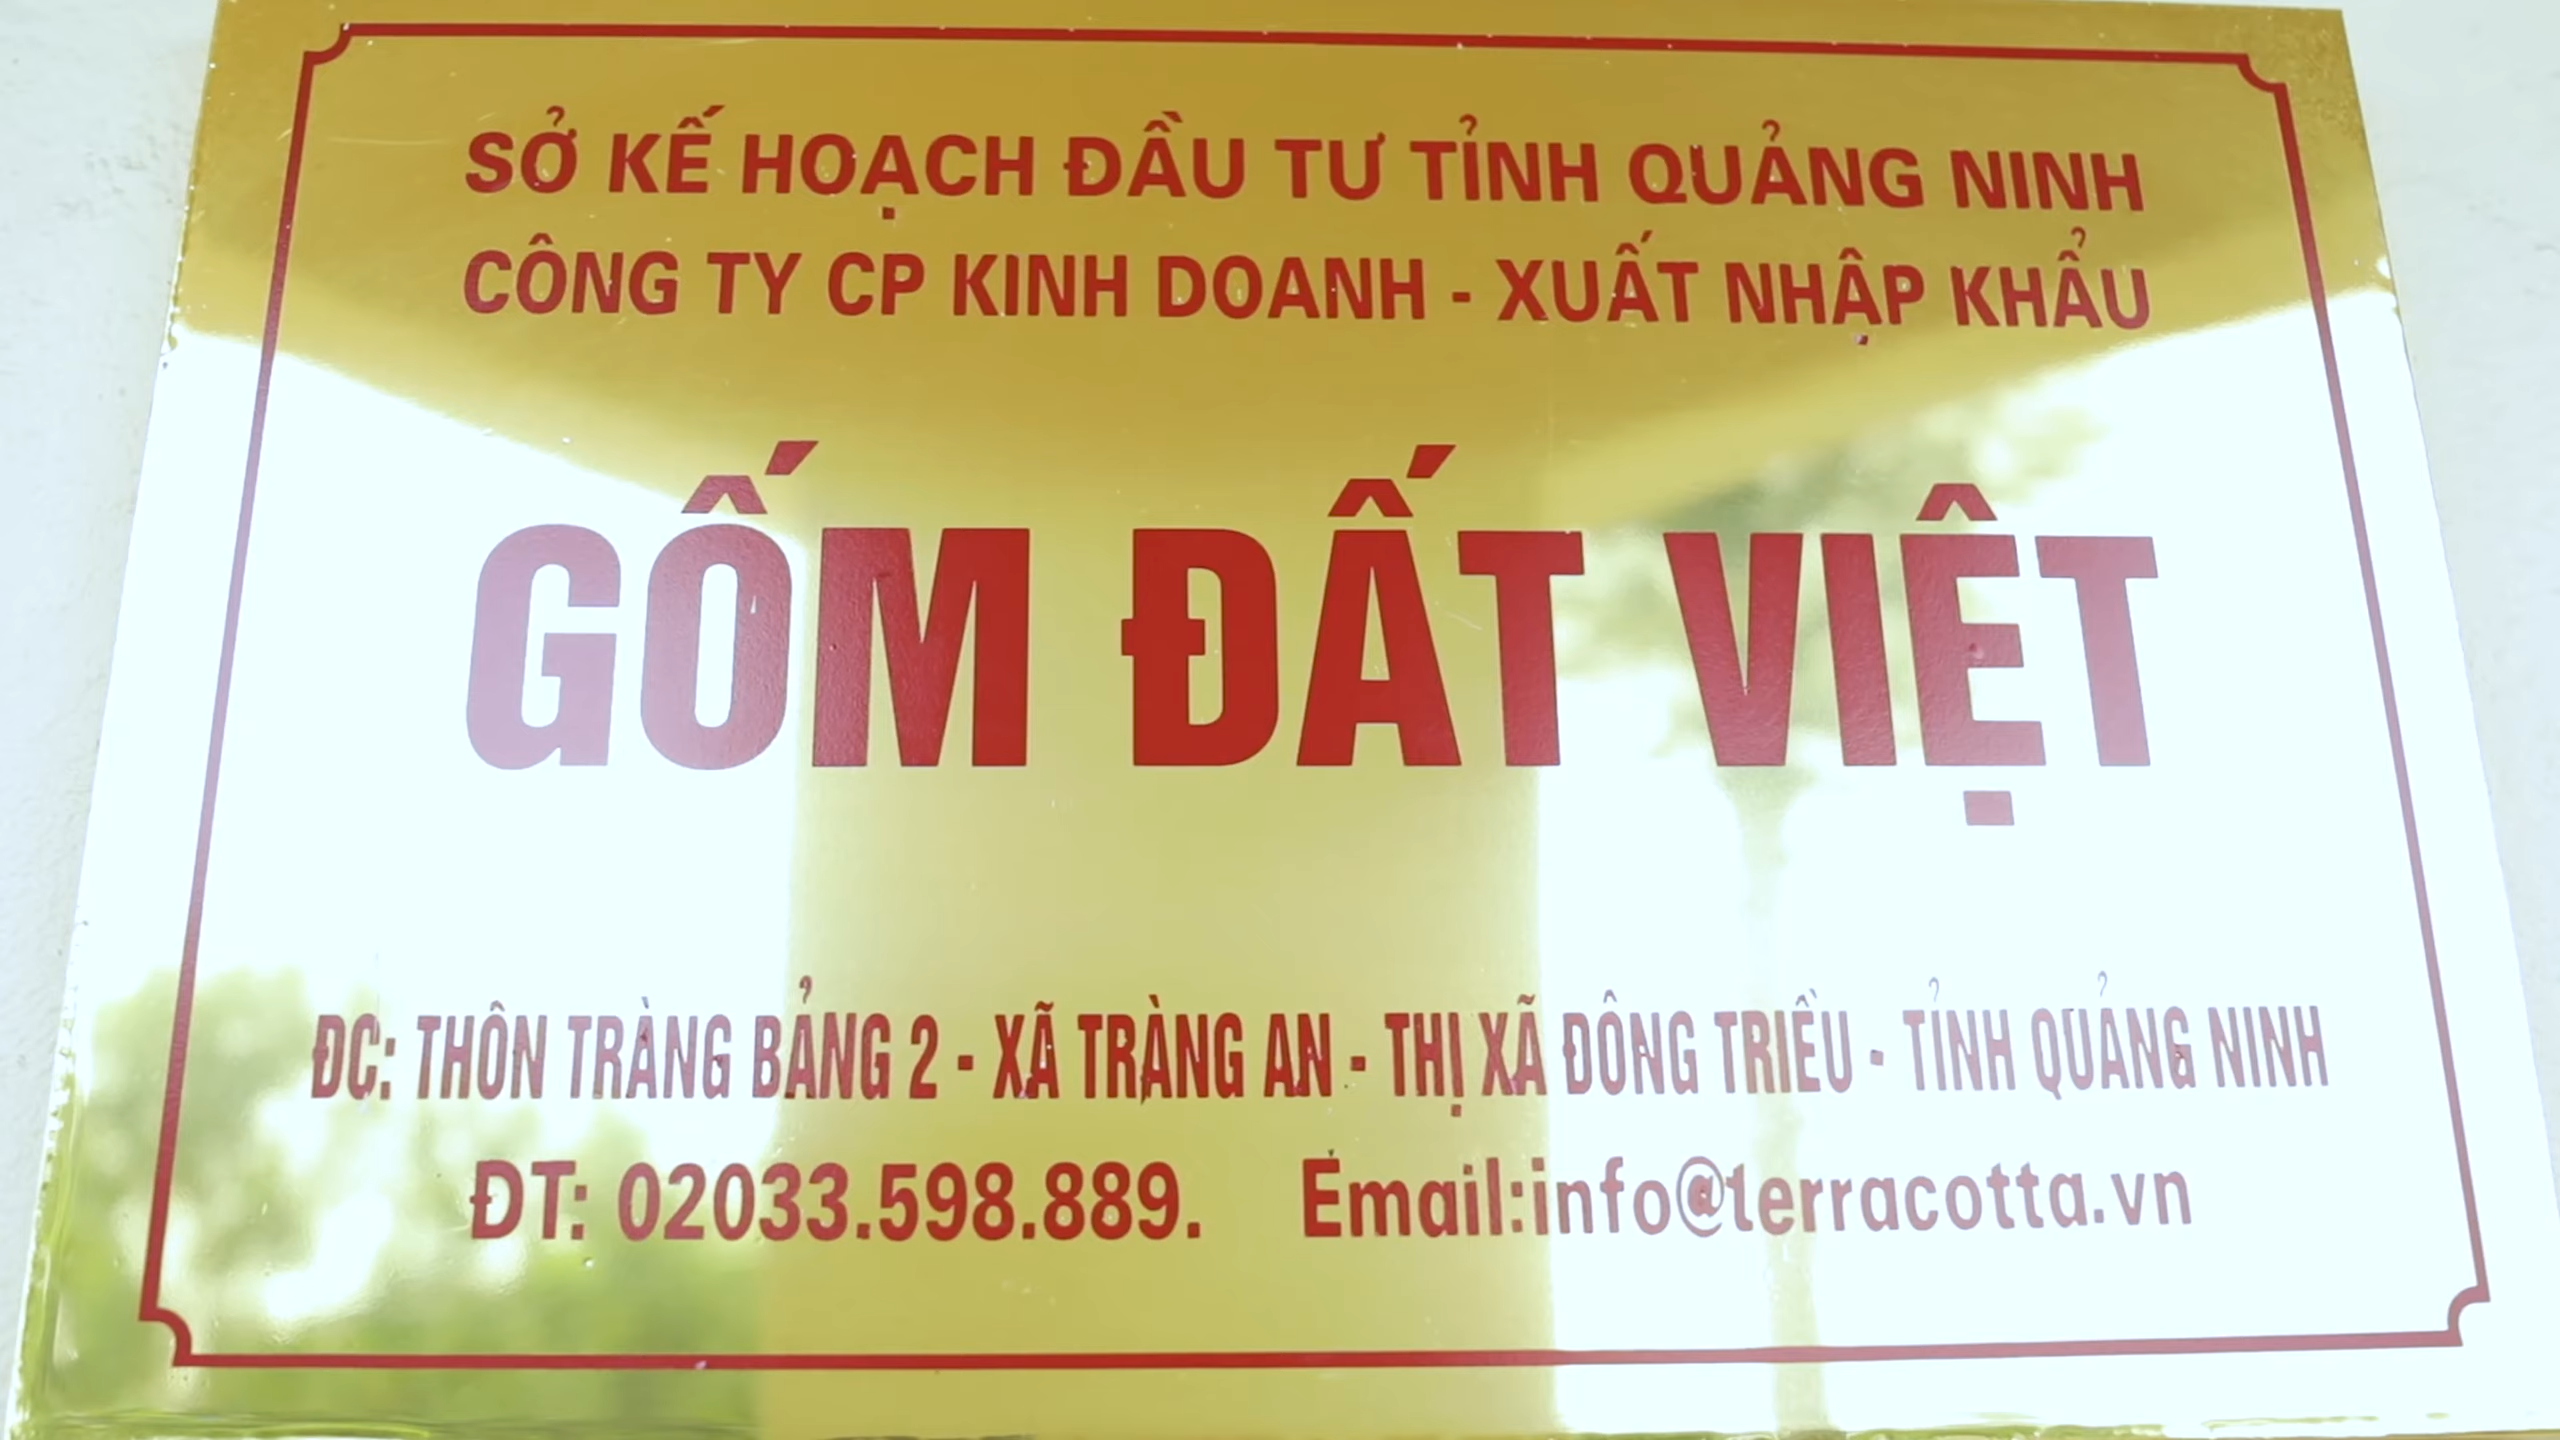 SỞ KẾ HOẠCH ĐẦU TƯ TỈNH QUẢNG NINH
CÔNG TY CP KINH DOANH - XUẤT NHẬP KHẨU
GỐM ĐẤT VIỆT
ĐC: THÔN TRÀNG BẢNG 2 - XÃ TRÀNG AN - THỊ XÃ ĐÔNG TRIỀU - TỈNH QUẢNG NINH
ĐT: 02033.598.889. Email:info@terracotta.vn